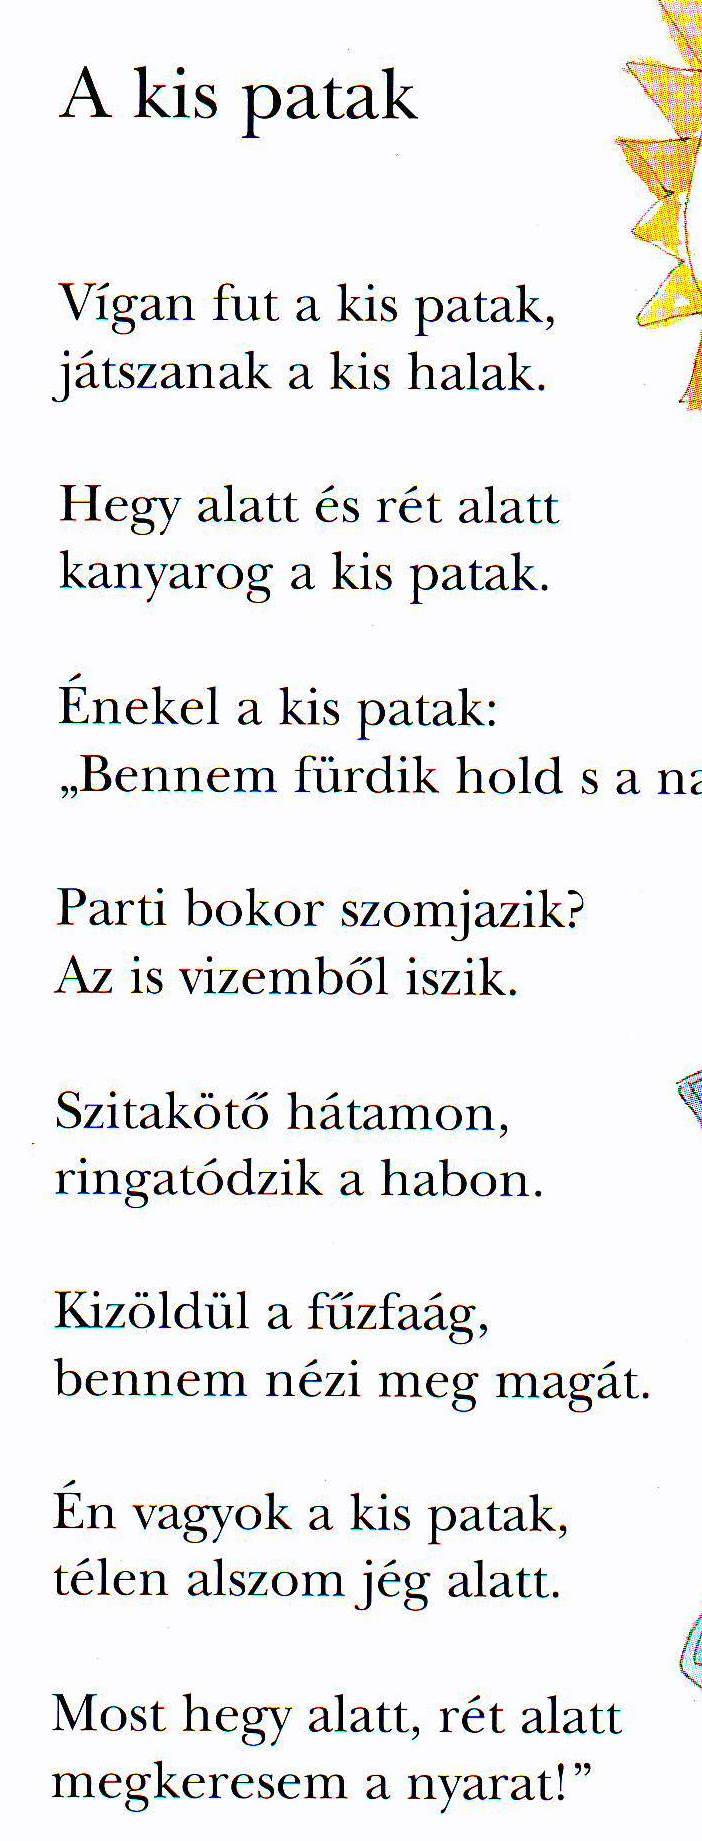 A kis patak
Vígan fut a kis patak,
játszanak a kis halak.
Hegy alatt és rét alatt
kanyarog a kis patak.
Énekel a kis patak:
„Bennem fürdik hold s a
Parti bokor szomjazik?
Az is vizemből iszik.
Szitakötő hátamon,
ringatódzik a habon.
Kizöldül a fűzfaág,
bennem nézi meg magát.
Én vagyok a kis patak,
télen alszom jég alatt.
Most hegy alatt, rét alatt
megkeresem a nyarat!”